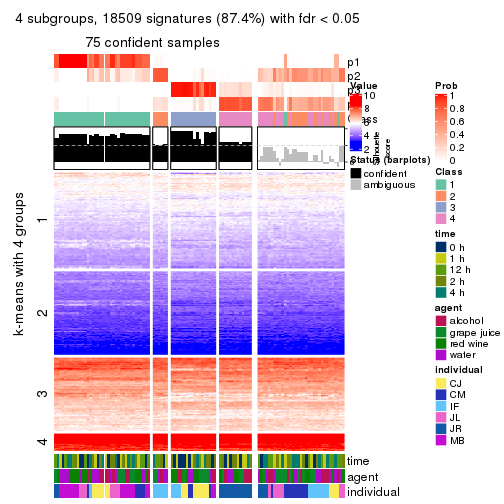 4 subgroups, 18509 signatures (87.4%) with fdr < 0.05
75 confident samples
p1
p2
p3
Value
10
8
6
4
2
Silhouette
score
Status (barplots)
confident
ambiguous
k-means with 4 groups
1
2
3
4
time
agent
individual
Prob
1
0.8
0.6
0.4
0.2
0
Class
1
2
3
4
time
0 h
1 h
12 h
2 h
4 h
agent
alcohol
grape juice
red wine
water
individual
CJ
CM
IF
JL
JR
MB